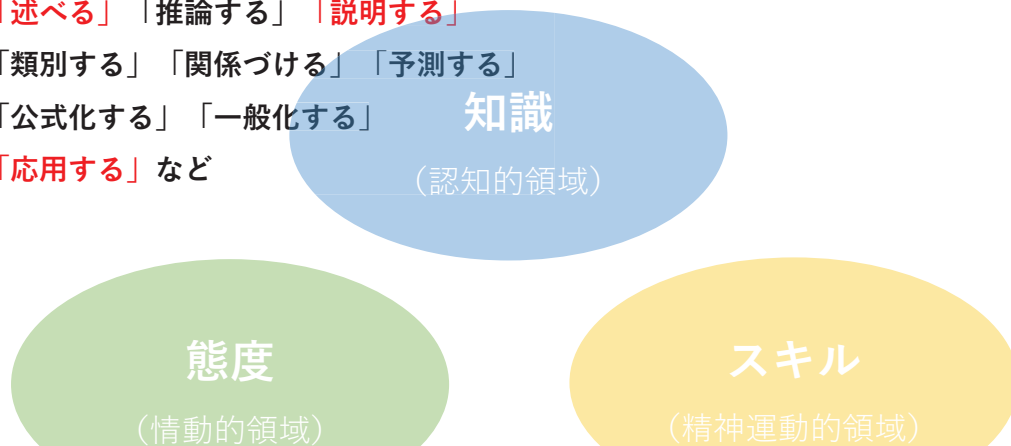 「述べる」「推論する」「説明する」
「類別する」「関係づける」「予測する」
「公式化する」「一般化する」
「応用する」など
知識
（認知的領域）
態度
（情動的領域）
スキル
（精神運動的領域）